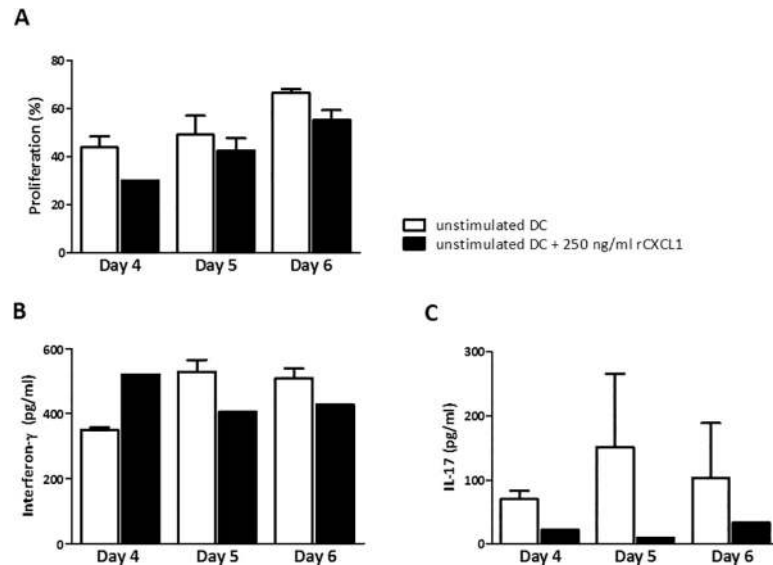 A
Proliferation (%)
80
60
40
20
0
Day 4 Day 5 Day 6
unstimulated DC
unstimulated DC + 250 ng/ml rCXCL1
B
Interferon-γ (pg/ml)
600
400
200
0
Day 4 Day 5 Day 6
C
IL-17 (pg/ml)
300
200
100
0
Day 4 Day 5 Day 6